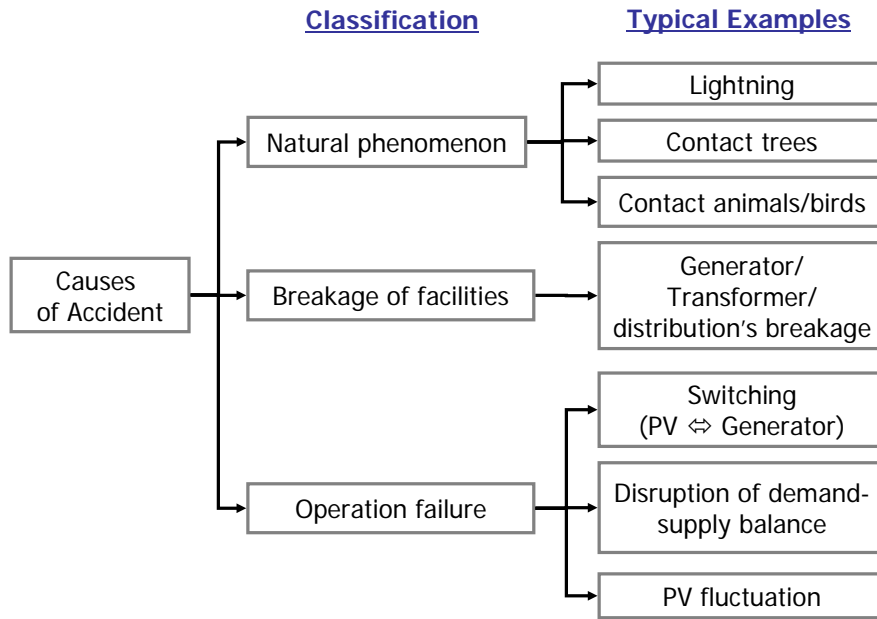 Classification
Typical Examples
Lightning
Natural phenomenon
Contact trees
Contact animals/birds
Causes
of Accident
Breakage of facilities
Generator/
Transformer/
distribution's breakage
Switching
(PV ⇔ Generator)
Operation failure
Disruption of demand-
supply balance
PV fluctuation